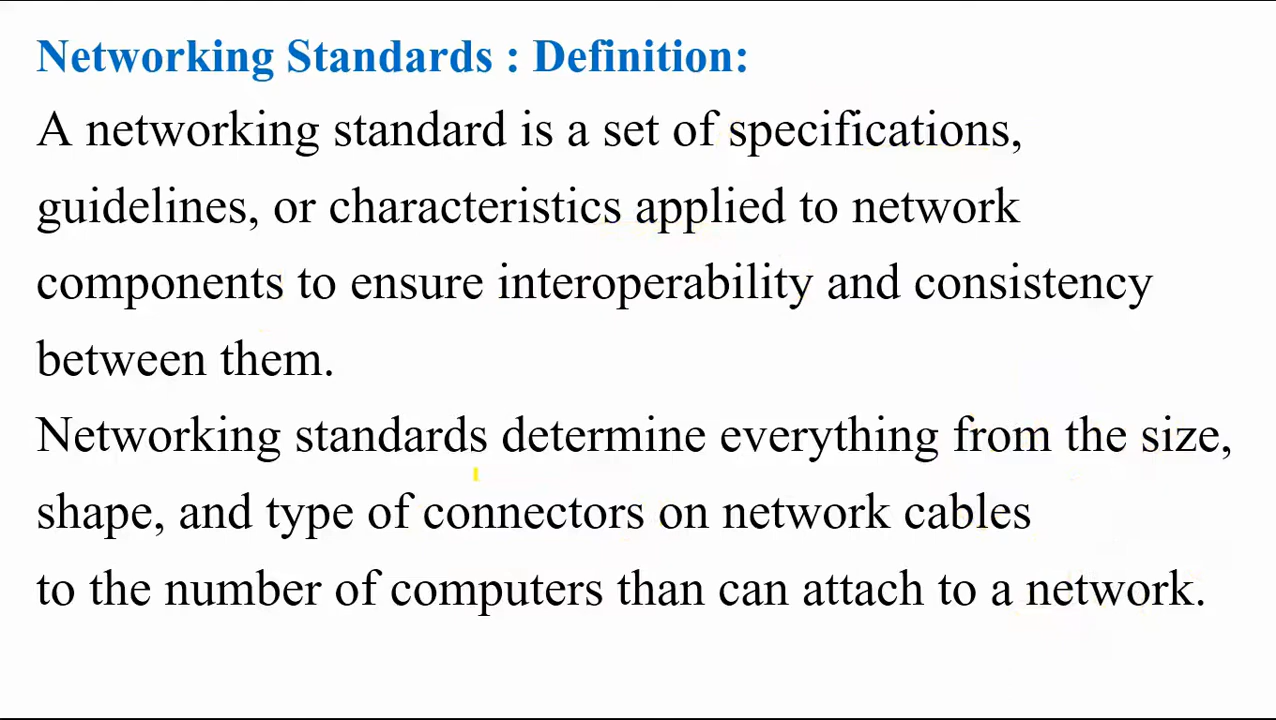 Networking Standards : Definition:
A networking standard is a set of specifications,
guidelines, or characteristics applied to network
components to ensure interoperability and consistency
between them.
Networking standards determine everything from the size,
shape, and type of connectors on network cables
to the number of computers than can attach to a network.